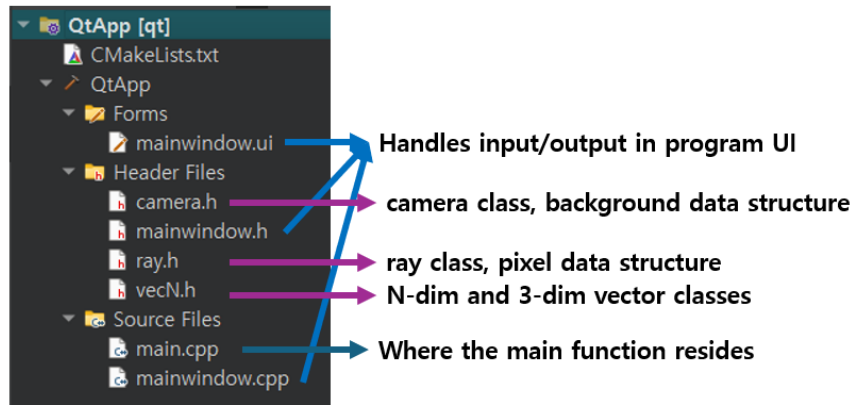 QtApp [qt]
CMakeLists.txt
QtApp
Forms
mainwindow.ui
Handles input/output in program UI
Header Files
camera.h
camera class, background data structure
mainwindow.h
ray.h
ray class, pixel data structure
vecN.h
N-dim and 3-dim vector classes
Source Files
main.cpp
Where the main function resides
mainwindow.cpp